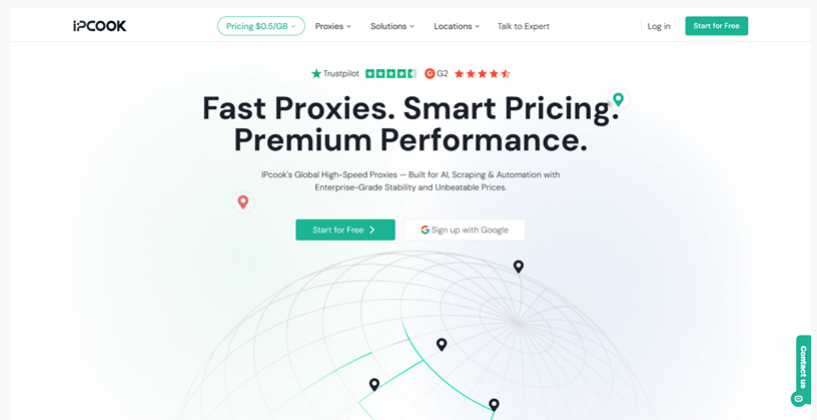 IPCOOK
Pricing $0.5/GB
Proxies
Solutions
Locations
Talk to Expert
Log in
Start for Free
Trustpilot
G2
Fast Proxies. Smart Pricing.
Premium Performance.
IPcook's Global High-Speed Proxies — Built for AI, Scraping & Automation with
Enterprise-Grade Stability and Unbeatable Prices.
Start for Free
Sign up with Google
Contact us